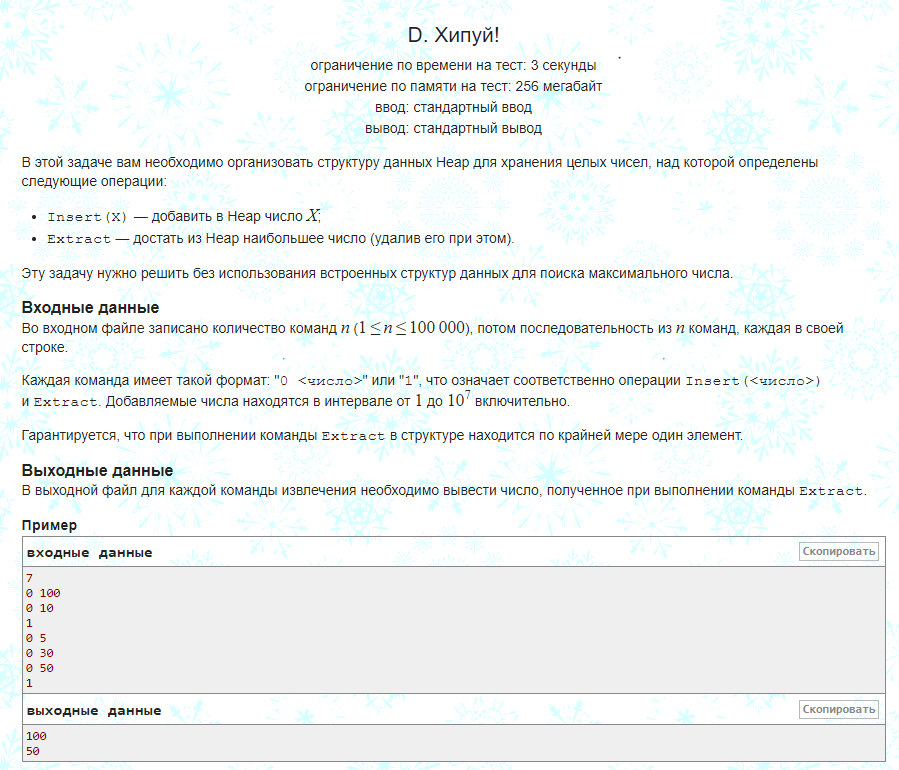 D. Хипуй!
ограничение по времени на тест: 3 секунды
ограничение по памяти на тест: 256 мегабайт
ввод: стандартный ввод
вывод: стандартный вывод
В этой задаче вам необходимо организовать структуру данных Heap для хранения целых чисел, над которой определены
следующие операции:
• Insert(X) — добавить в Heap число X;
• Extract — достать из Heap наибольшее число (удалив его при этом).
Эту задачу нужно решить без использования встроенных структур данных для поиска максимального числа.
Входные данные
Во входном файле записано количество команд n (1 ≤ n ≤ 100 000), потом последовательность из n команд, каждая в своей
строке.
Каждая команда имеет такой формат: "0 <число>" или "1", что означает соответственно операции Insert(<число>)
и Extract. Добавляемые числа находятся в интервале от 1 до 10⁷ включительно.
Гарантируется, что при выполнении команды Extract в структуре находится по крайней мере один элемент.
Выходные данные
В выходной файл для каждой команды извлечения необходимо вывести число, полученное при выполнении команды Extract.
Пример
входные данные Скопировать
7
0 100
0 10
1
0 5
0 30
0 50
1
выходные данные Скопировать
100
50